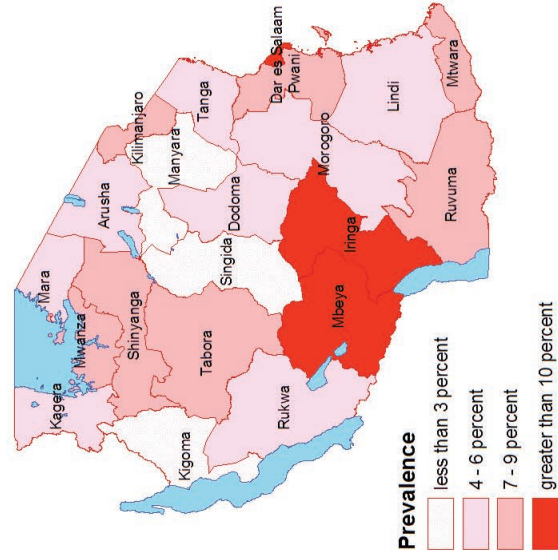 Kagera
Mara
Mwanza
Arusha
Kilimanjaro
Shinyanga
Manyara
Kigoma
Tabora
Singida
Dodoma
Tanga
Dar es Salaam
Pwani
Rukwa
Mbeya
Iringa
Morogoro
Lindi
Ruvuma
Mtwara
Prevalence
less than 3 percent
4 - 6 percent
7 - 9 percent
greater than 10 percent